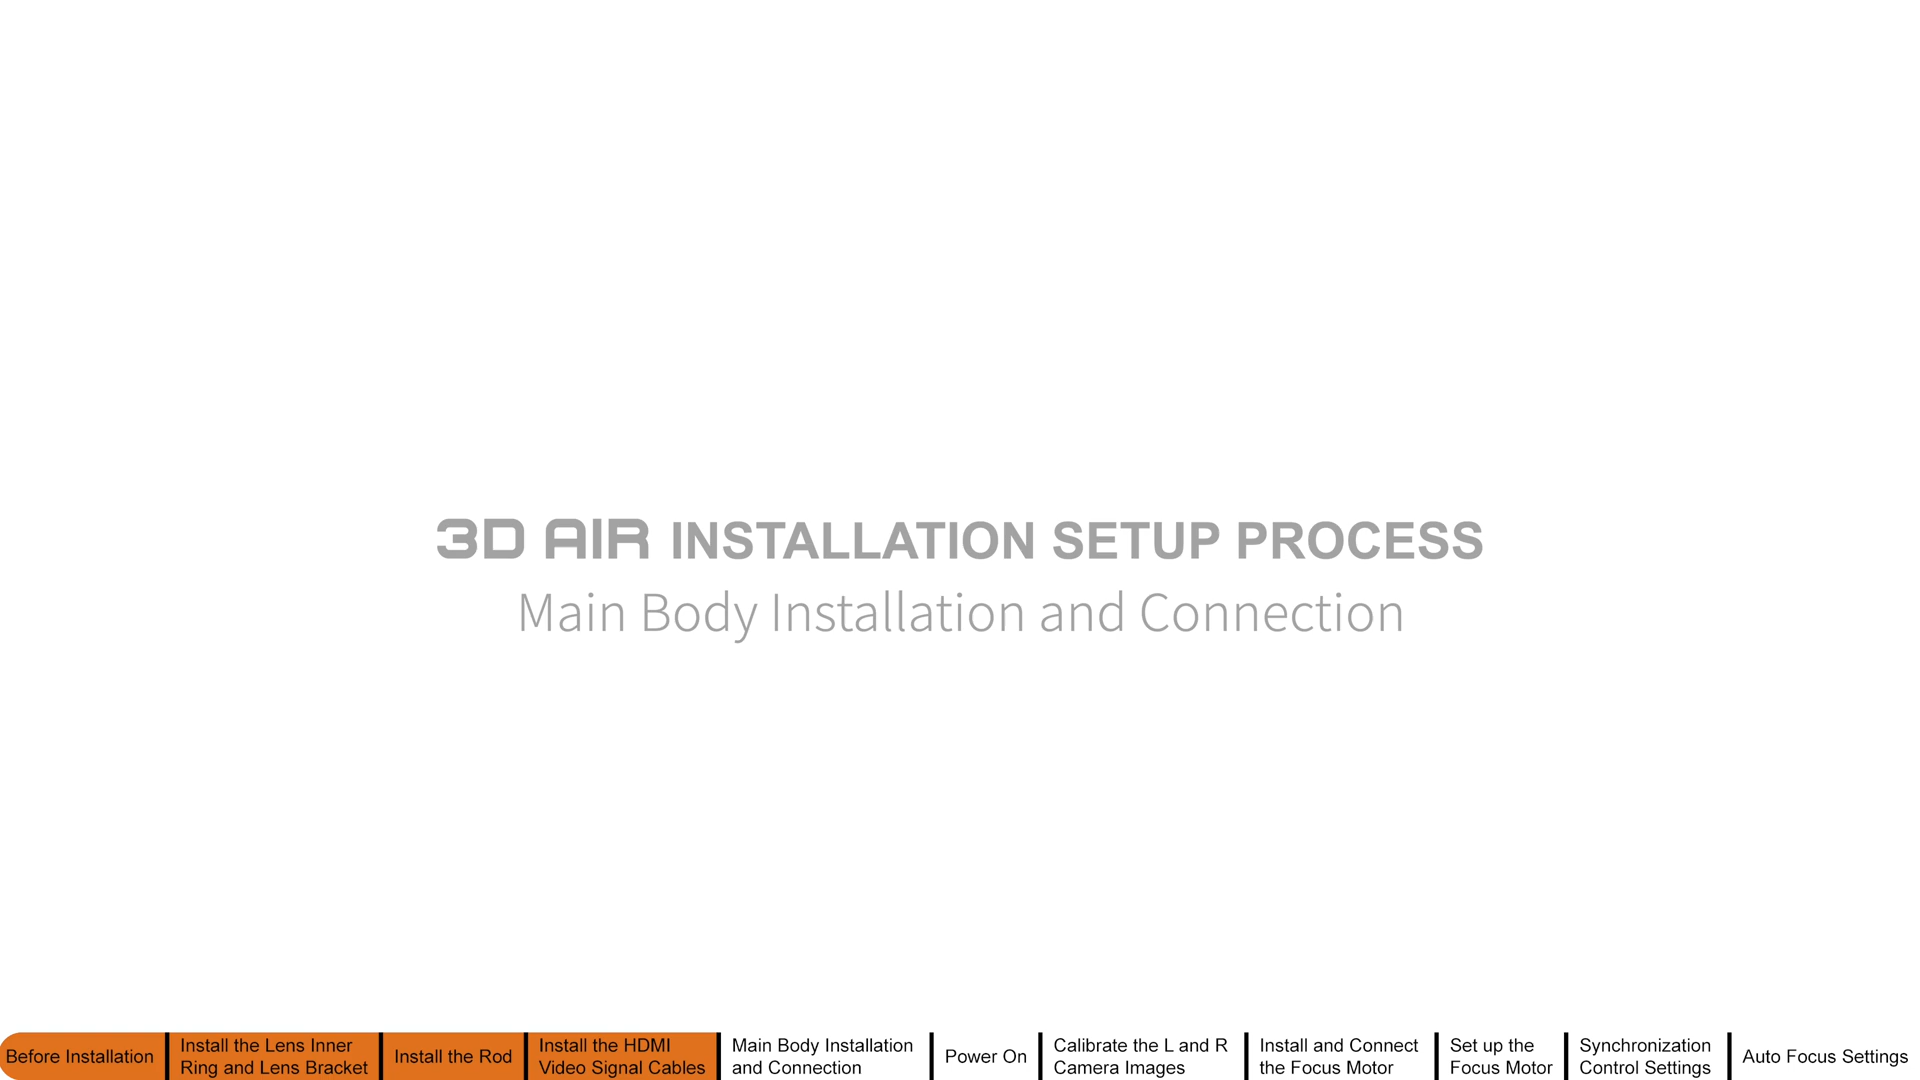 3D AIR INSTALLATION SETUP PROCESS
Main Body Installation and Connection
Before Installation
Install the Lens Inner
Ring and Lens Bracket
Install the Rod
Install the HDMI
Video Signal Cables
Main Body Installation
and Connection
Power On
Calibrate the L and R
Camera Images
Install and Connect
the Focus Motor
Set up the
Focus Motor
Synchronization
Control Settings
Auto Focus Settings